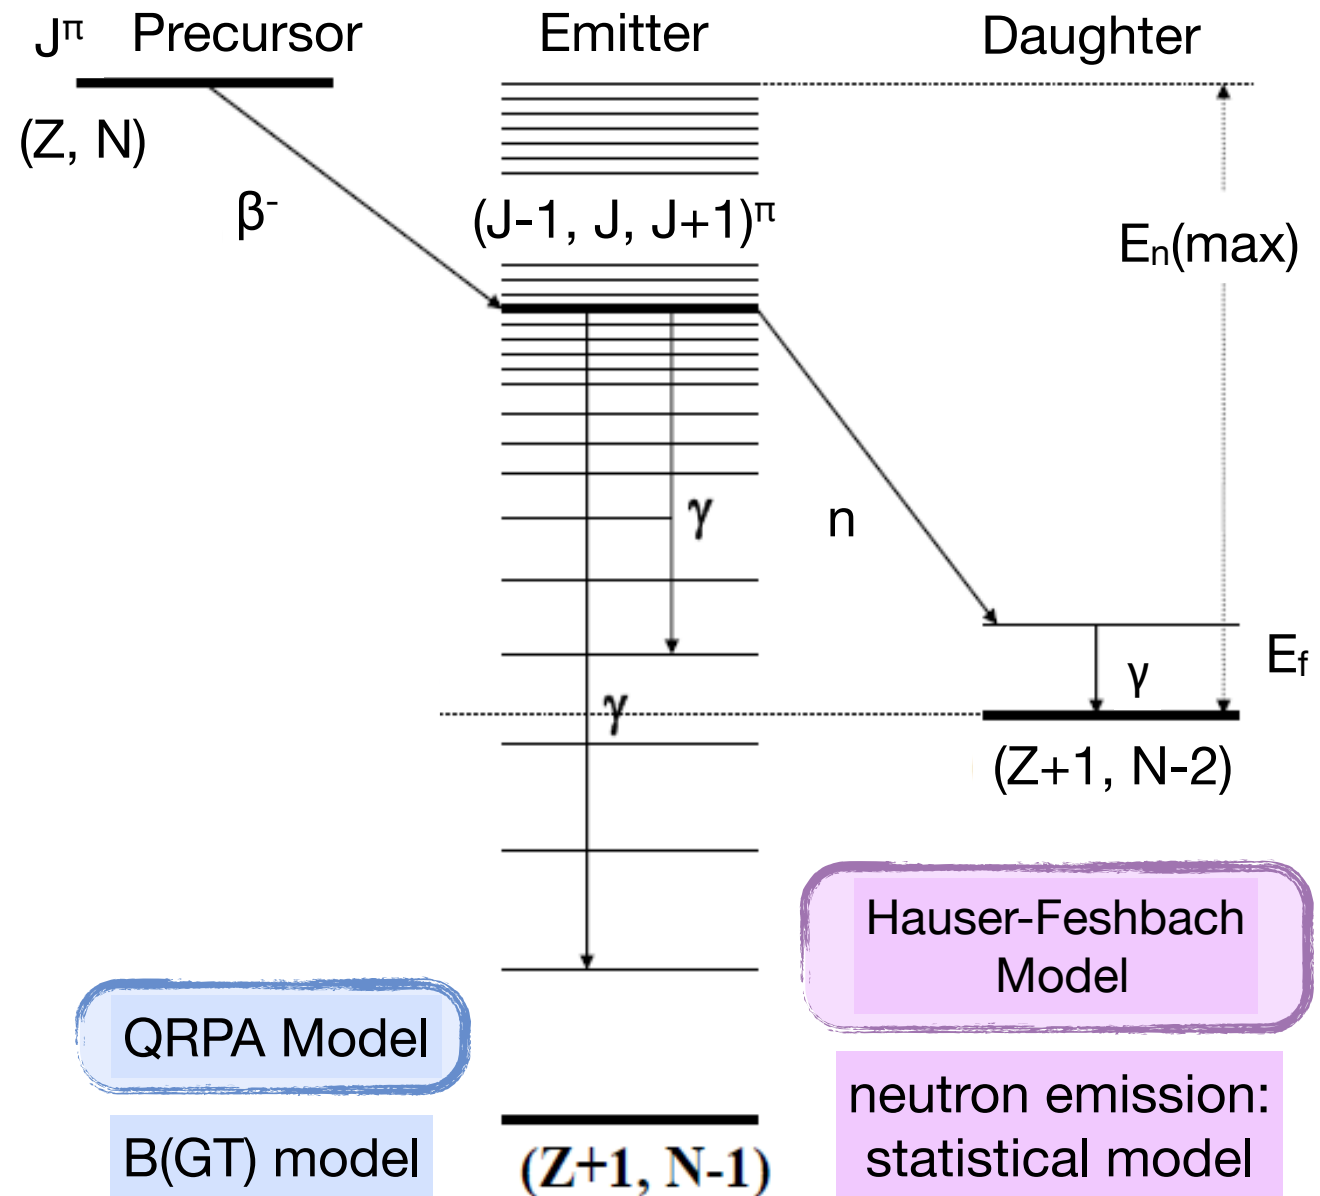 Jπ Precursor Emitter Daughter
(Z, N)
β-
(J-1, J, J+1)π
En(max)
γ
n
Ef
γ
γ
(Z+1, N-2)
Hauser-Feshbach
Model
QRPA Model
neutron emission:
statistical model
B(GT) model
(Z+1, N-1)